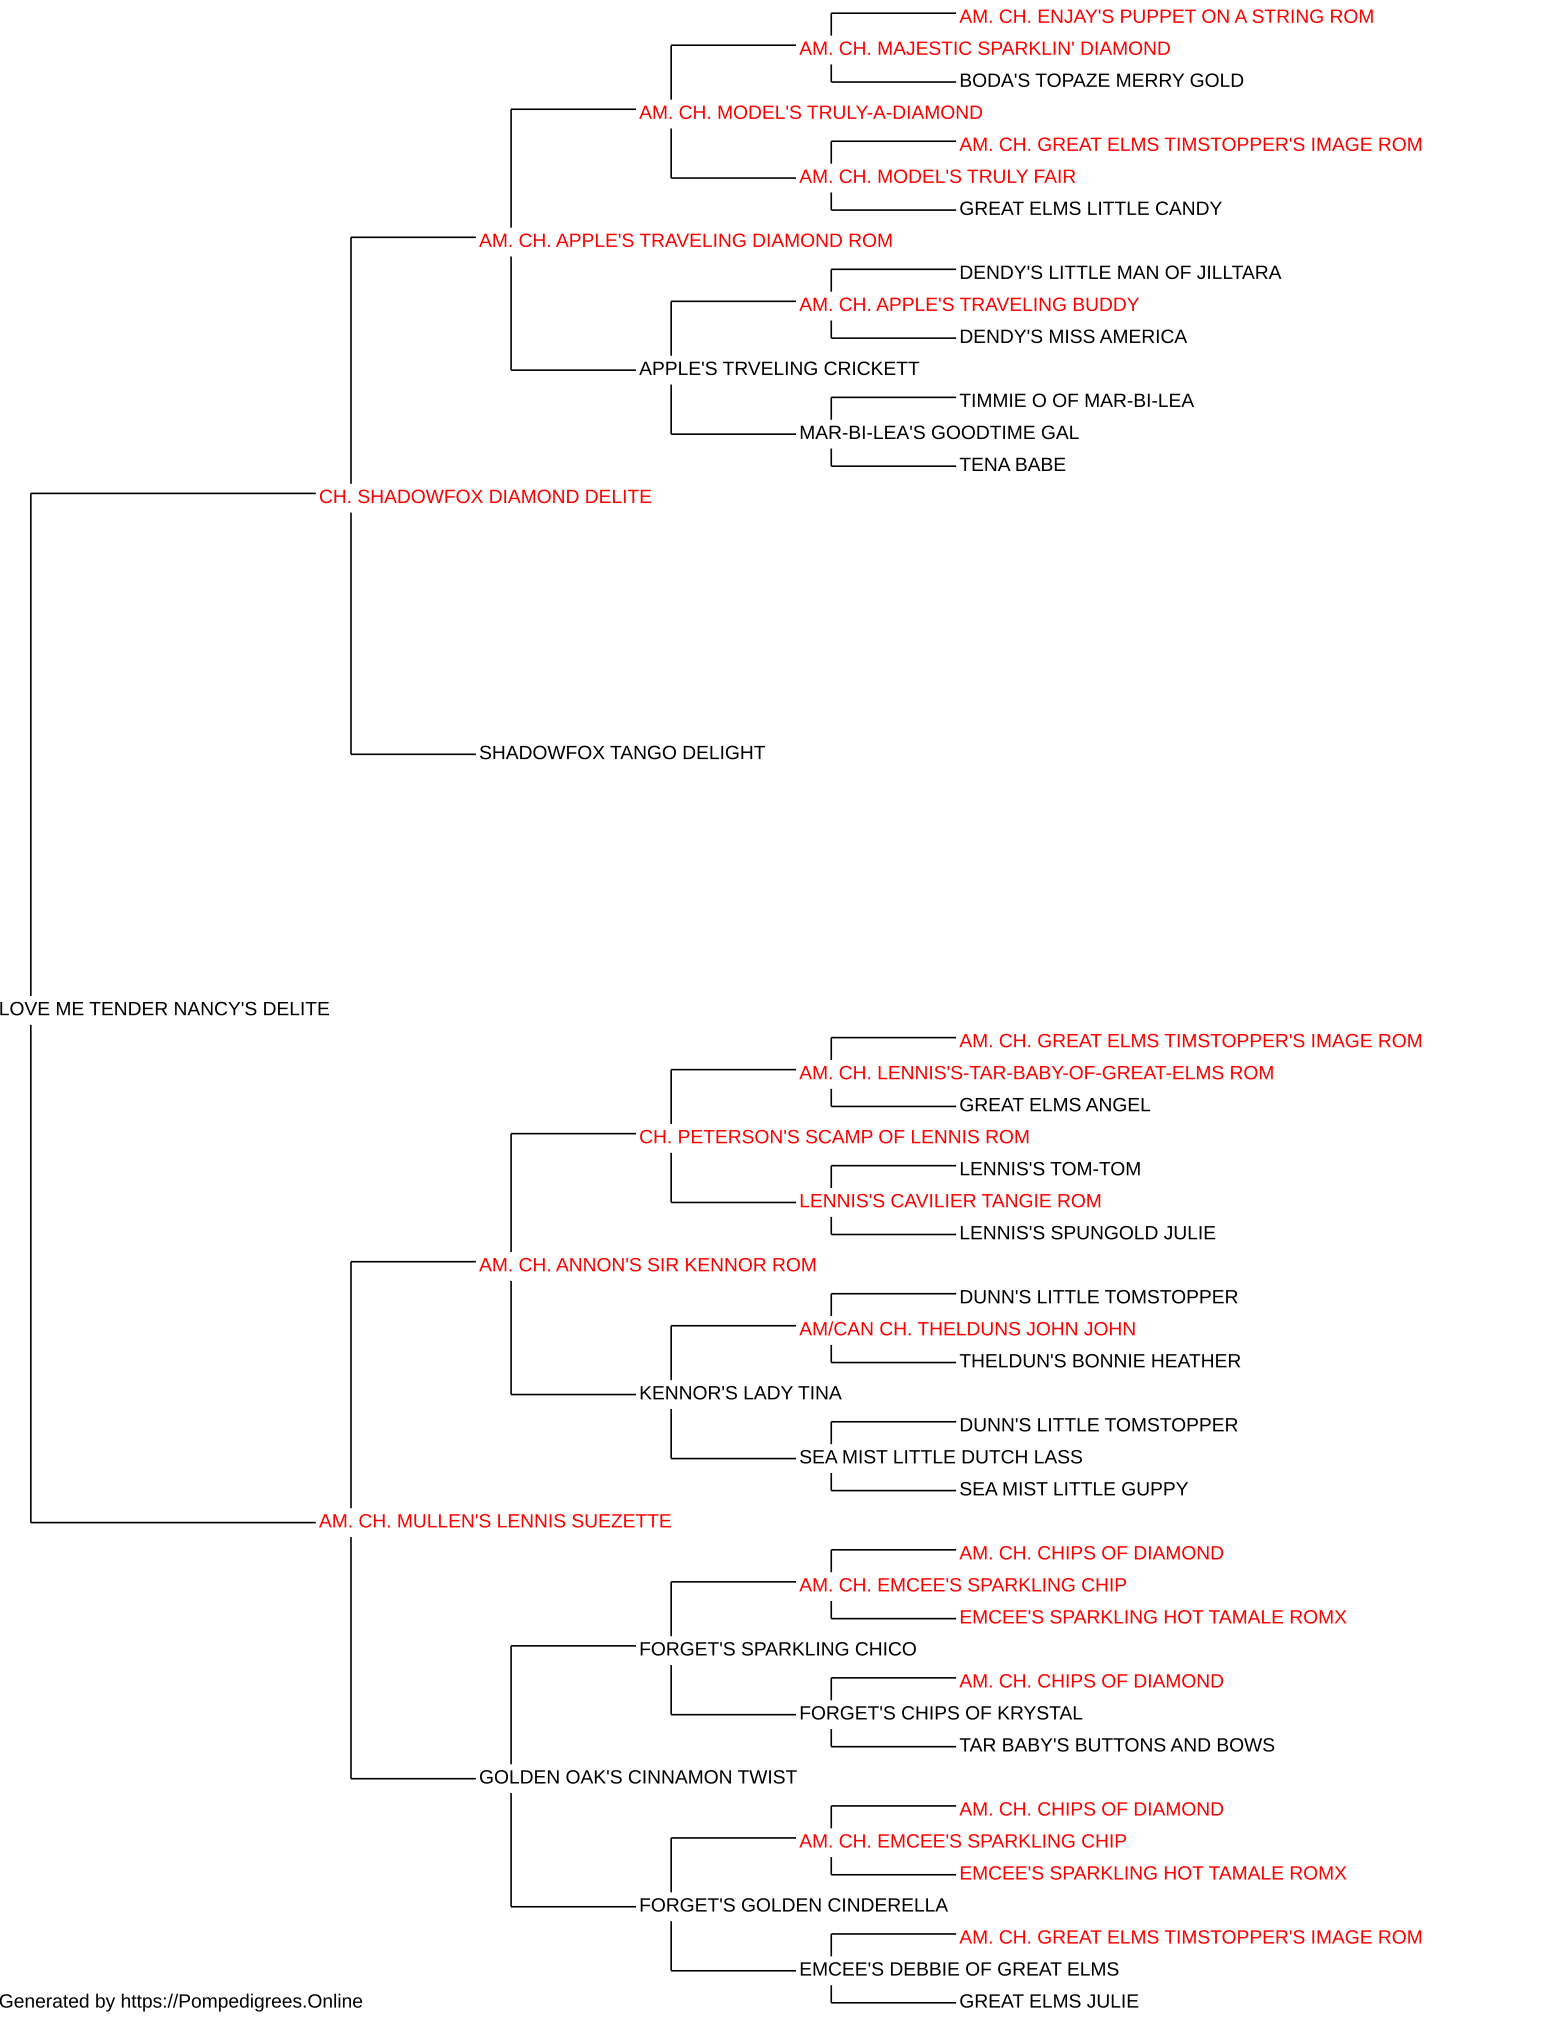 AM. CH. ENJAY'S PUPPET ON A STRING ROM
AM. CH. MAJESTIC SPARKLIN' DIAMOND
BODA'S TOPAZE MERRY GOLD
AM. CH. MODEL'S TRULY-A-DIAMOND
AM. CH. GREAT ELMS TIMSTOPPER'S IMAGE ROM
AM. CH. MODEL'S TRULY FAIR
GREAT ELMS LITTLE CANDY
AM. CH. APPLE'S TRAVELING DIAMOND ROM
DENDY'S LITTLE MAN OF JILLTARA
AM. CH. APPLE'S TRAVELING BUDDY
DENDY'S MISS AMERICA
APPLE'S TRVELING CRICKETT
TIMMIE O OF MAR-BI-LEA
MAR-BI-LEA'S GOODTIME GAL
TENA BABE
CH. SHADOWFOX DIAMOND DELITE
SHADOWFOX TANGO DELIGHT
LOVE ME TENDER NANCY'S DELITE
AM. CH. GREAT ELMS TIMSTOPPER'S IMAGE ROM
AM. CH. LENNIS'S-TAR-BABY-OF-GREAT-ELMS ROM
GREAT ELMS ANGEL
CH. PETERSON'S SCAMP OF LENNIS ROM
LENNIS'S TOM-TOM
LENNIS'S CAVILIER TANGIE ROM
LENNIS'S SPUNGOLD JULIE
AM. CH. ANNON'S SIR KENNOR ROM
DUNN'S LITTLE TOMSTOPPER
AM/CAN CH. THELDUNS JOHN JOHN
THELDUN'S BONNIE HEATHER
KENNOR'S LADY TINA
DUNN'S LITTLE TOMSTOPPER
SEA MIST LITTLE DUTCH LASS
SEA MIST LITTLE GUPPY
AM. CH. MULLEN'S LENNIS SUEZETTE
AM. CH. CHIPS OF DIAMOND
AM. CH. EMCEE'S SPARKLING CHIP
EMCEE'S SPARKLING HOT TAMALE ROMX
FORGET'S SPARKLING CHICO
AM. CH. CHIPS OF DIAMOND
FORGET'S CHIPS OF KRYSTAL
TAR BABY'S BUTTONS AND BOWS
GOLDEN OAK'S CINNAMON TWIST
AM. CH. CHIPS OF DIAMOND
AM. CH. EMCEE'S SPARKLING CHIP
EMCEE'S SPARKLING HOT TAMALE ROMX
FORGET'S GOLDEN CINDERELLA
AM. CH. GREAT ELMS TIMSTOPPER'S IMAGE ROM
EMCEE'S DEBBIE OF GREAT ELMS
GREAT ELMS JULIE
Generated by https://Pompedigrees.Online